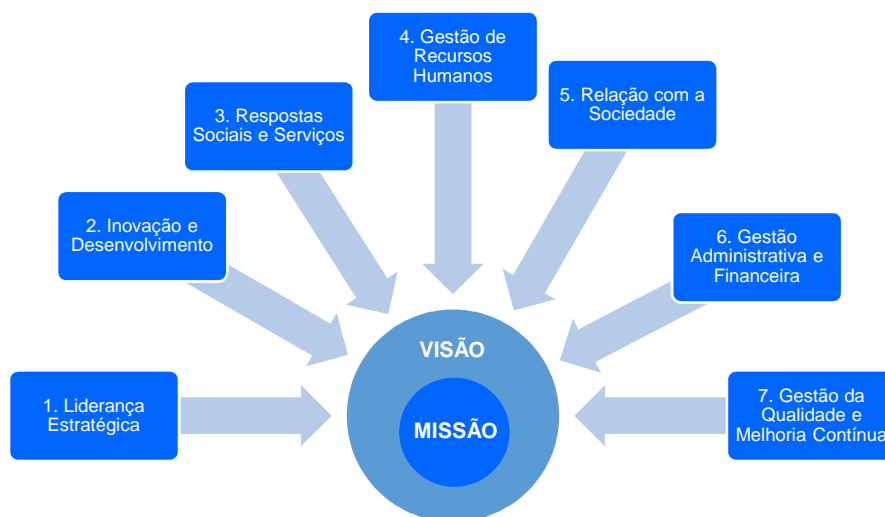 1. Liderança
Estratégica
2. Inovação e
Desenvolvimento
3. Respostas
Sociais e Serviços
4. Gestão de
Recursos
Humanos
5. Relação com a
Sociedade
6. Gestão
Administrativa e
Financeira
7. Gestão da
Qualidade e
Melhoria Contínua
VISÃO
MISSÃO